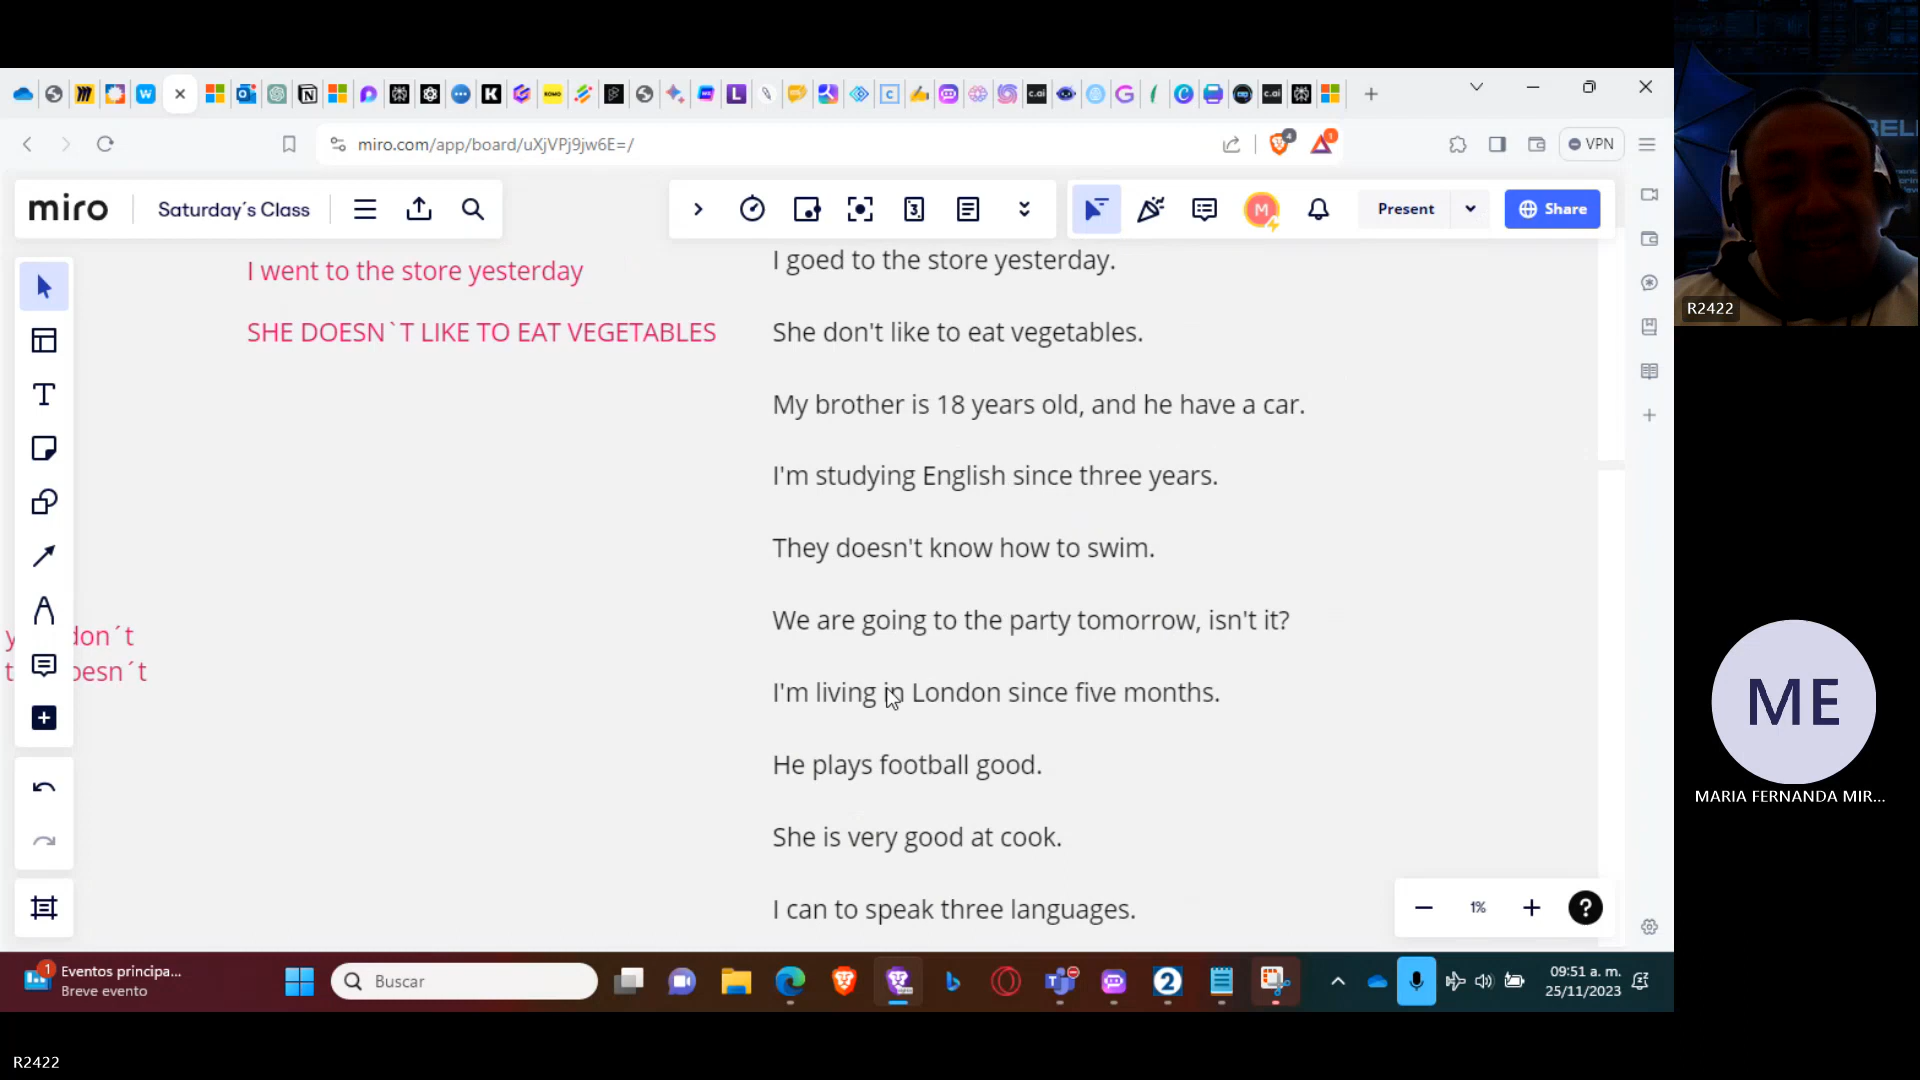 miro.com/app/board/uXjVPj9jw6E=/
VPN
miro
Saturday´s Class
Present
Share
I went to the store yesterday
I goed to the store yesterday.
SHE DOESN`T LIKE TO EAT VEGETABLES
She don't like to eat vegetables.
My brother is 18 years old, and he have a car.
I'm studying English since three years.
They doesn't know how to swim.
We are going to the party tomorrow, isn't it?
don´t
I'm living in London since five months.
He plays football good.
She is very good at cook.
I can to speak three languages.
1%
Eventos principa...
Breve evento
Buscar
09:51 a. m.
25/11/2023
R2422
ME
MARIA FERNANDA MIR...
R2422